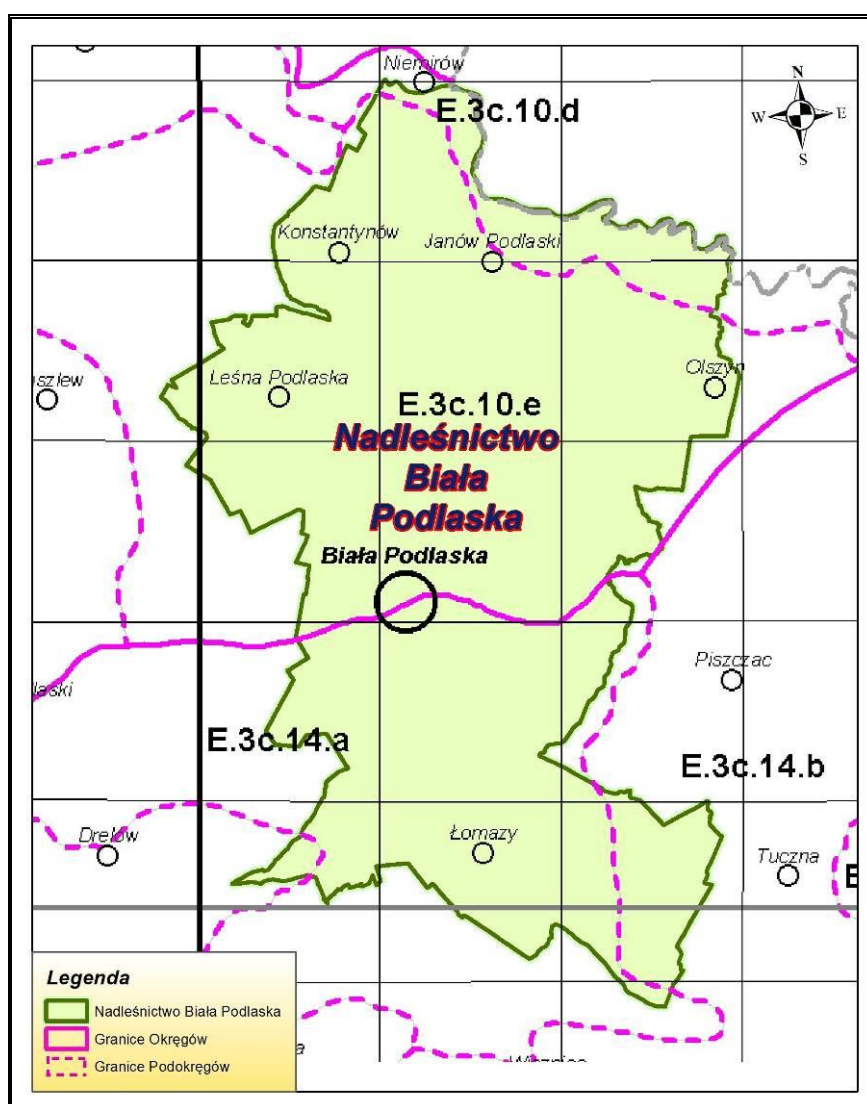 Niemirów
E.3c.10.d
N
W
E
S
Konstantynów
Janów Podlaski
Leśna Podlaska
Olszyn
E.3c.10.e
Nadleśnictwo
Biała
Podlaska
Biała Podlaska
Piszczac
E.3c.14.a
E.3c.14.b
Drelów
Łomazy
Tuczna
Legenda
Nadleśnictwo Biała Podlaska
Granice Okręgów
Granice Podokręgów